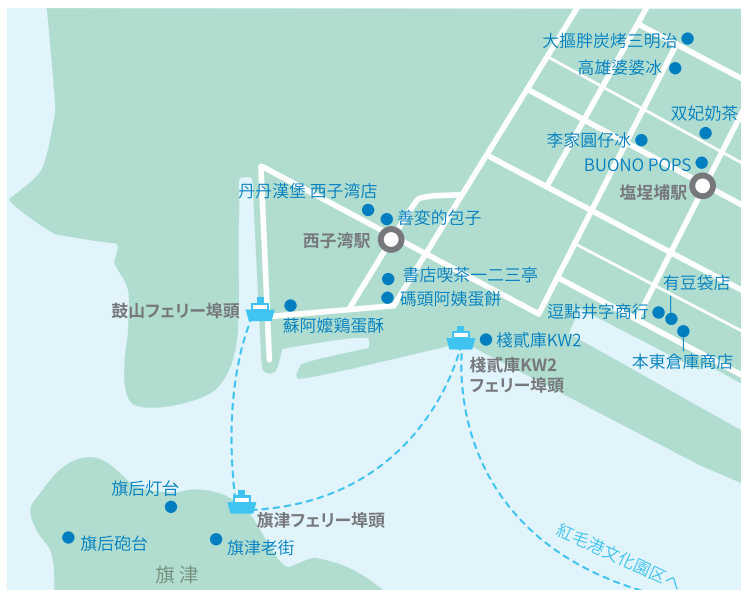 大摳胖炭烤三明治
高雄婆婆冰
双妃奶茶
李家圓仔冰
BUONO POPS
塩埕埔駅
丹丹漢堡 西子湾店
善変的包子
西子湾駅
書店喫茶一二三亭
碼頭阿姨蛋餅
有豆袋店
逗點井字商行
鼓山フェリー埠頭
蘇阿嬤鶏蛋酥
棧貳庫KW2
本東倉庫商店
棧貳庫KW2
フェリー埠頭
旗后灯台
旗津フェリー埠頭
旗后砲台
旗津老街
旗津
紅毛港文化園区へ